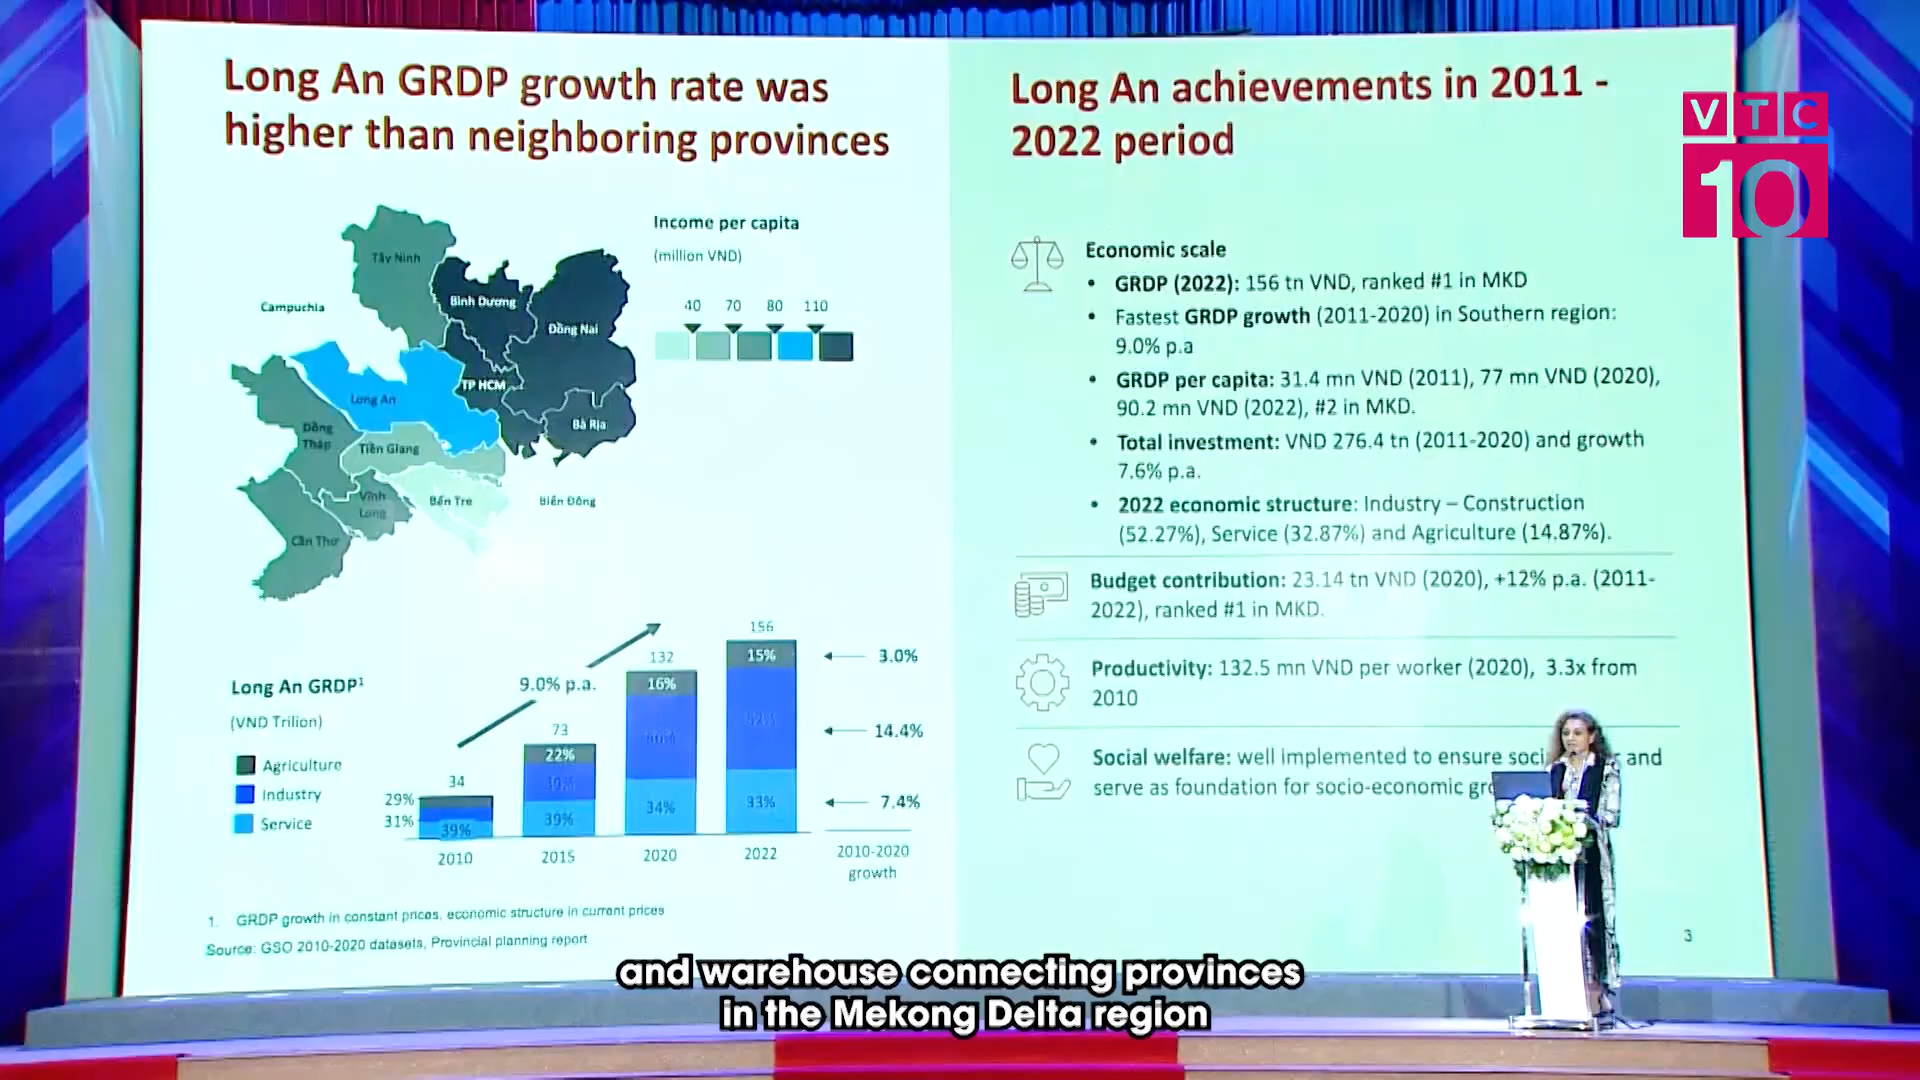 Long An GRDP growth rate was
higher than neighboring provinces
Income per capita
(million VND)
40 70 80 110
Tây Ninh
Campuchia
Bình Dương
Đồng Nai
TP HCM
Long An
Bà Rịa
Đồng
Tháp
Tiền Giang
Vĩnh
Long
Bến Tre
Biển Đông
Cần Thơ
Long An GRDP1
(VND Trilion)
Agriculture
Industry
Service
9.0% p.a.
34
29%
31%
39%
73
22%
39%
39%
132
16%
34%
156
15%
52%
33%
3.0%
14.4%
7.4%
2010 2015 2020 2022
2010-2020
growth
1. GRDP growth in constant prices, economic structure in current prices
Source: GSO 2010-2020 datasets, Provincial planning report
Long An achievements in 2011 -
2022 period
Economic scale
• GRDP (2022): 156 tn VND, ranked #1 in MKD
• Fastest GRDP growth (2011-2020) in Southern region:
9.0% p.a
• GRDP per capita: 31.4 mn VND (2011), 77 mn VND (2020),
90.2 mn VND (2022), #2 in MKD.
• Total investment: VND 276.4 tn (2011-2020) and growth
7.6% p.a.
• 2022 economic structure: Industry – Construction
(52.27%), Service (32.87%) and Agriculture (14.87%).
Budget contribution: 23.14 tn VND (2020), +12% p.a. (2011-
2022), ranked #1 in MKD.
Productivity: 132.5 mn VND per worker (2020), 3.3x from
2010
Social welfare: well implemented to ensure and
serve as foundation for socio-economic
3
VTC
10
and warehouse connecting provinces
in the Mekong Delta region